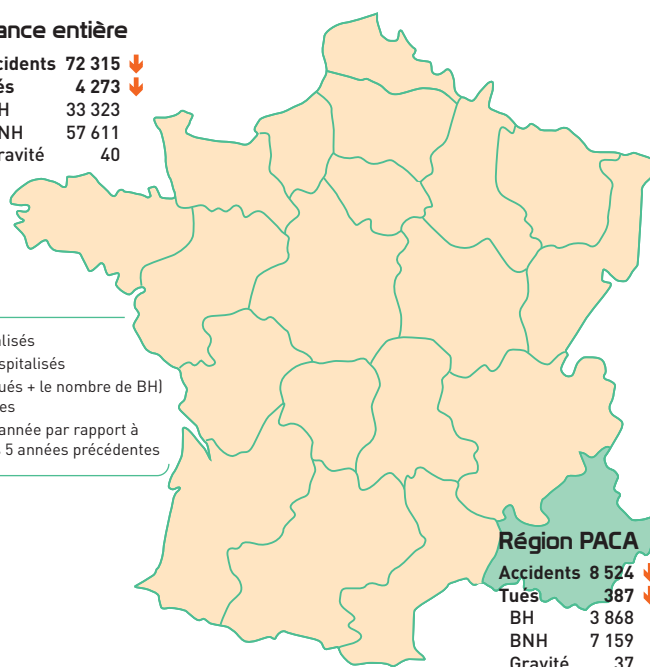 ance entière
cidents 72 315
és 4 273
H 33 323
NH 57 611
ravité 40
alisés
spitalisés
ués + le nombre de BH)
es
année par rapport à
5 années précédentes
Région PACA
Accidents 8 524
Tués 387
BH 3 868
BNH 7 159
Gravité 37